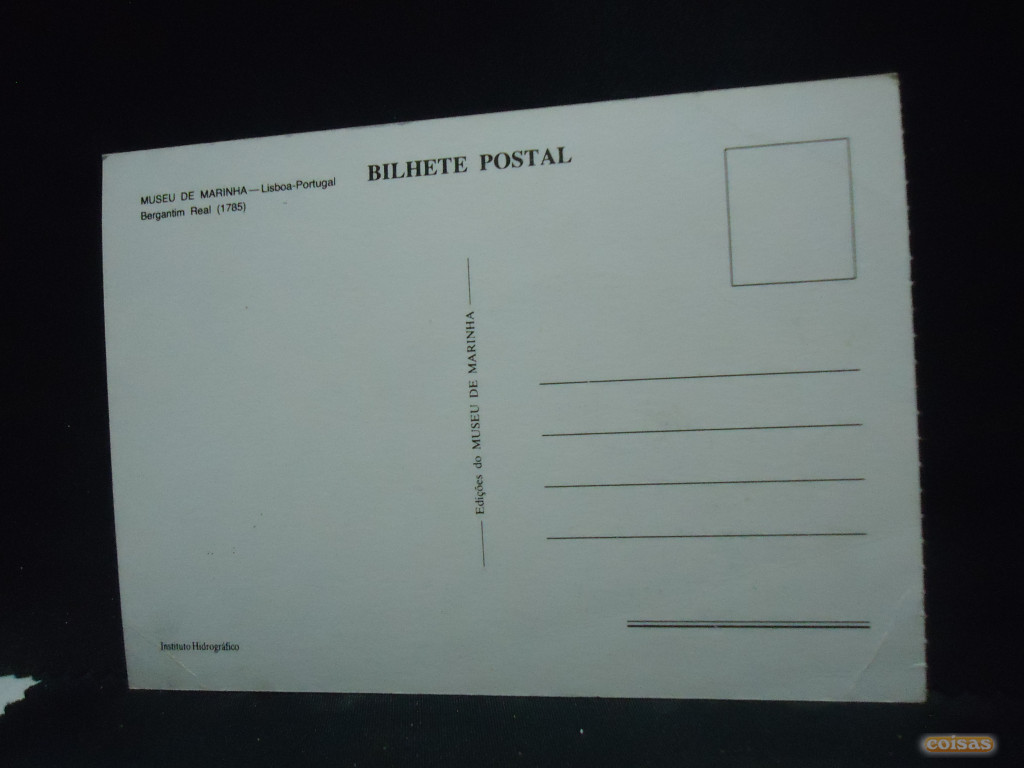 BILHETE POSTAL
MUSEU DE MARINHA — Lisboa-Portugal
Bergantim Real (1785)
Edições do MUSEU DE MARINHA
Instituto Hidrográfico
coisas